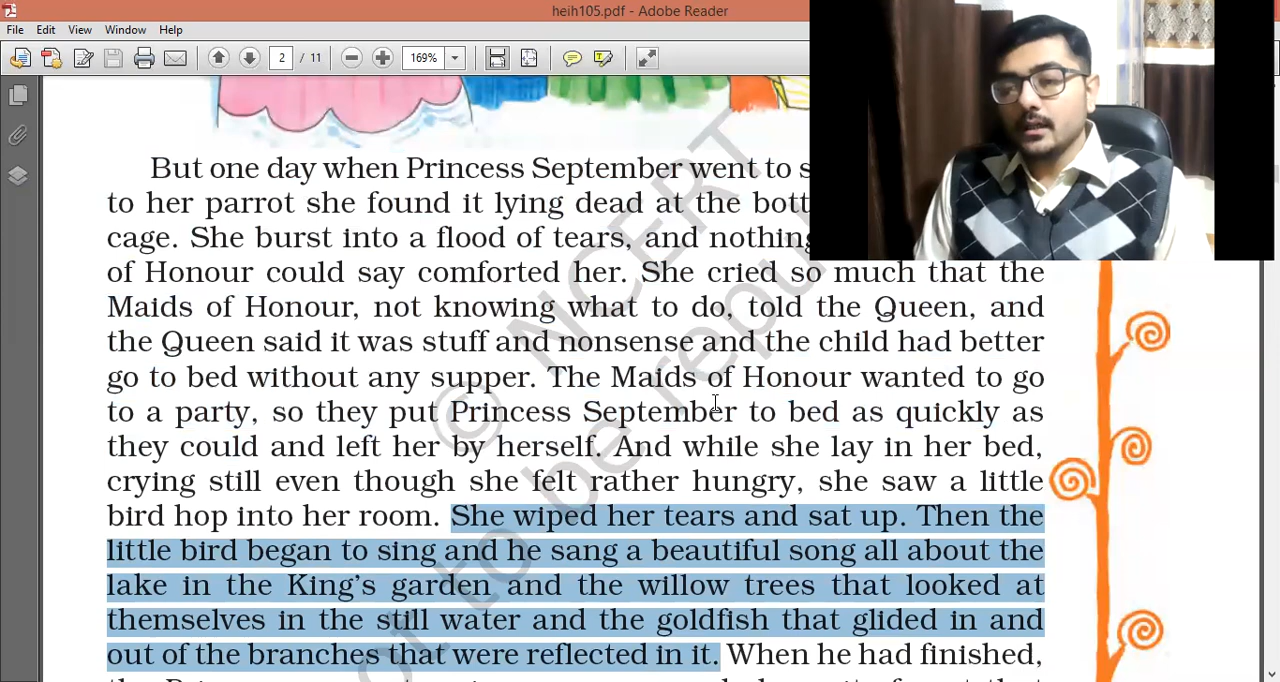 heih105.pdf - Adobe Reader
File Edit View Window Help
2 / 11 169%
But one day when Princess September went to s
to her parrot she found it lying dead at the bott
cage. She burst into a flood of tears, and nothing
of Honour could say comforted her. She cried so much that the
Maids of Honour, not knowing what to do, told the Queen, and
the Queen said it was stuff and nonsense and the child had better
go to bed without any supper. The Maids of Honour wanted to go
to a party, so they put Princess September to bed as quickly as
they could and left her by herself. And while she lay in her bed,
crying still even though she felt rather hungry, she saw a little
bird hop into her room. She wiped her tears and sat up. Then the
little bird began to sing and he sang a beautiful song all about the
lake in the King's garden and the willow trees that looked at
themselves in the still water and the goldfish that glided in and
out of the branches that were reflected in it. When he had finished,
© NCERT
not to be republ